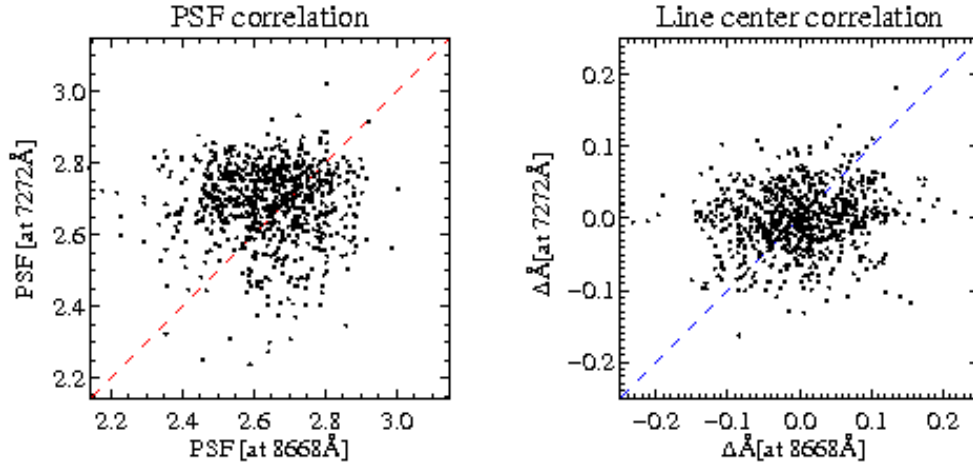 PSF correlation
3.0
2.8
2.6
2.4
2.2
PSF [at 7272Å]
2.2 2.4 2.6 2.8 3.0
PSF [at 8668Å]
Line center correlation
0.2
0.1
0.0
−0.1
−0.2
ΔÅ[at 7272Å]
−0.2 −0.1 0.0 0.1 0.2
ΔÅ[at 8668Å]